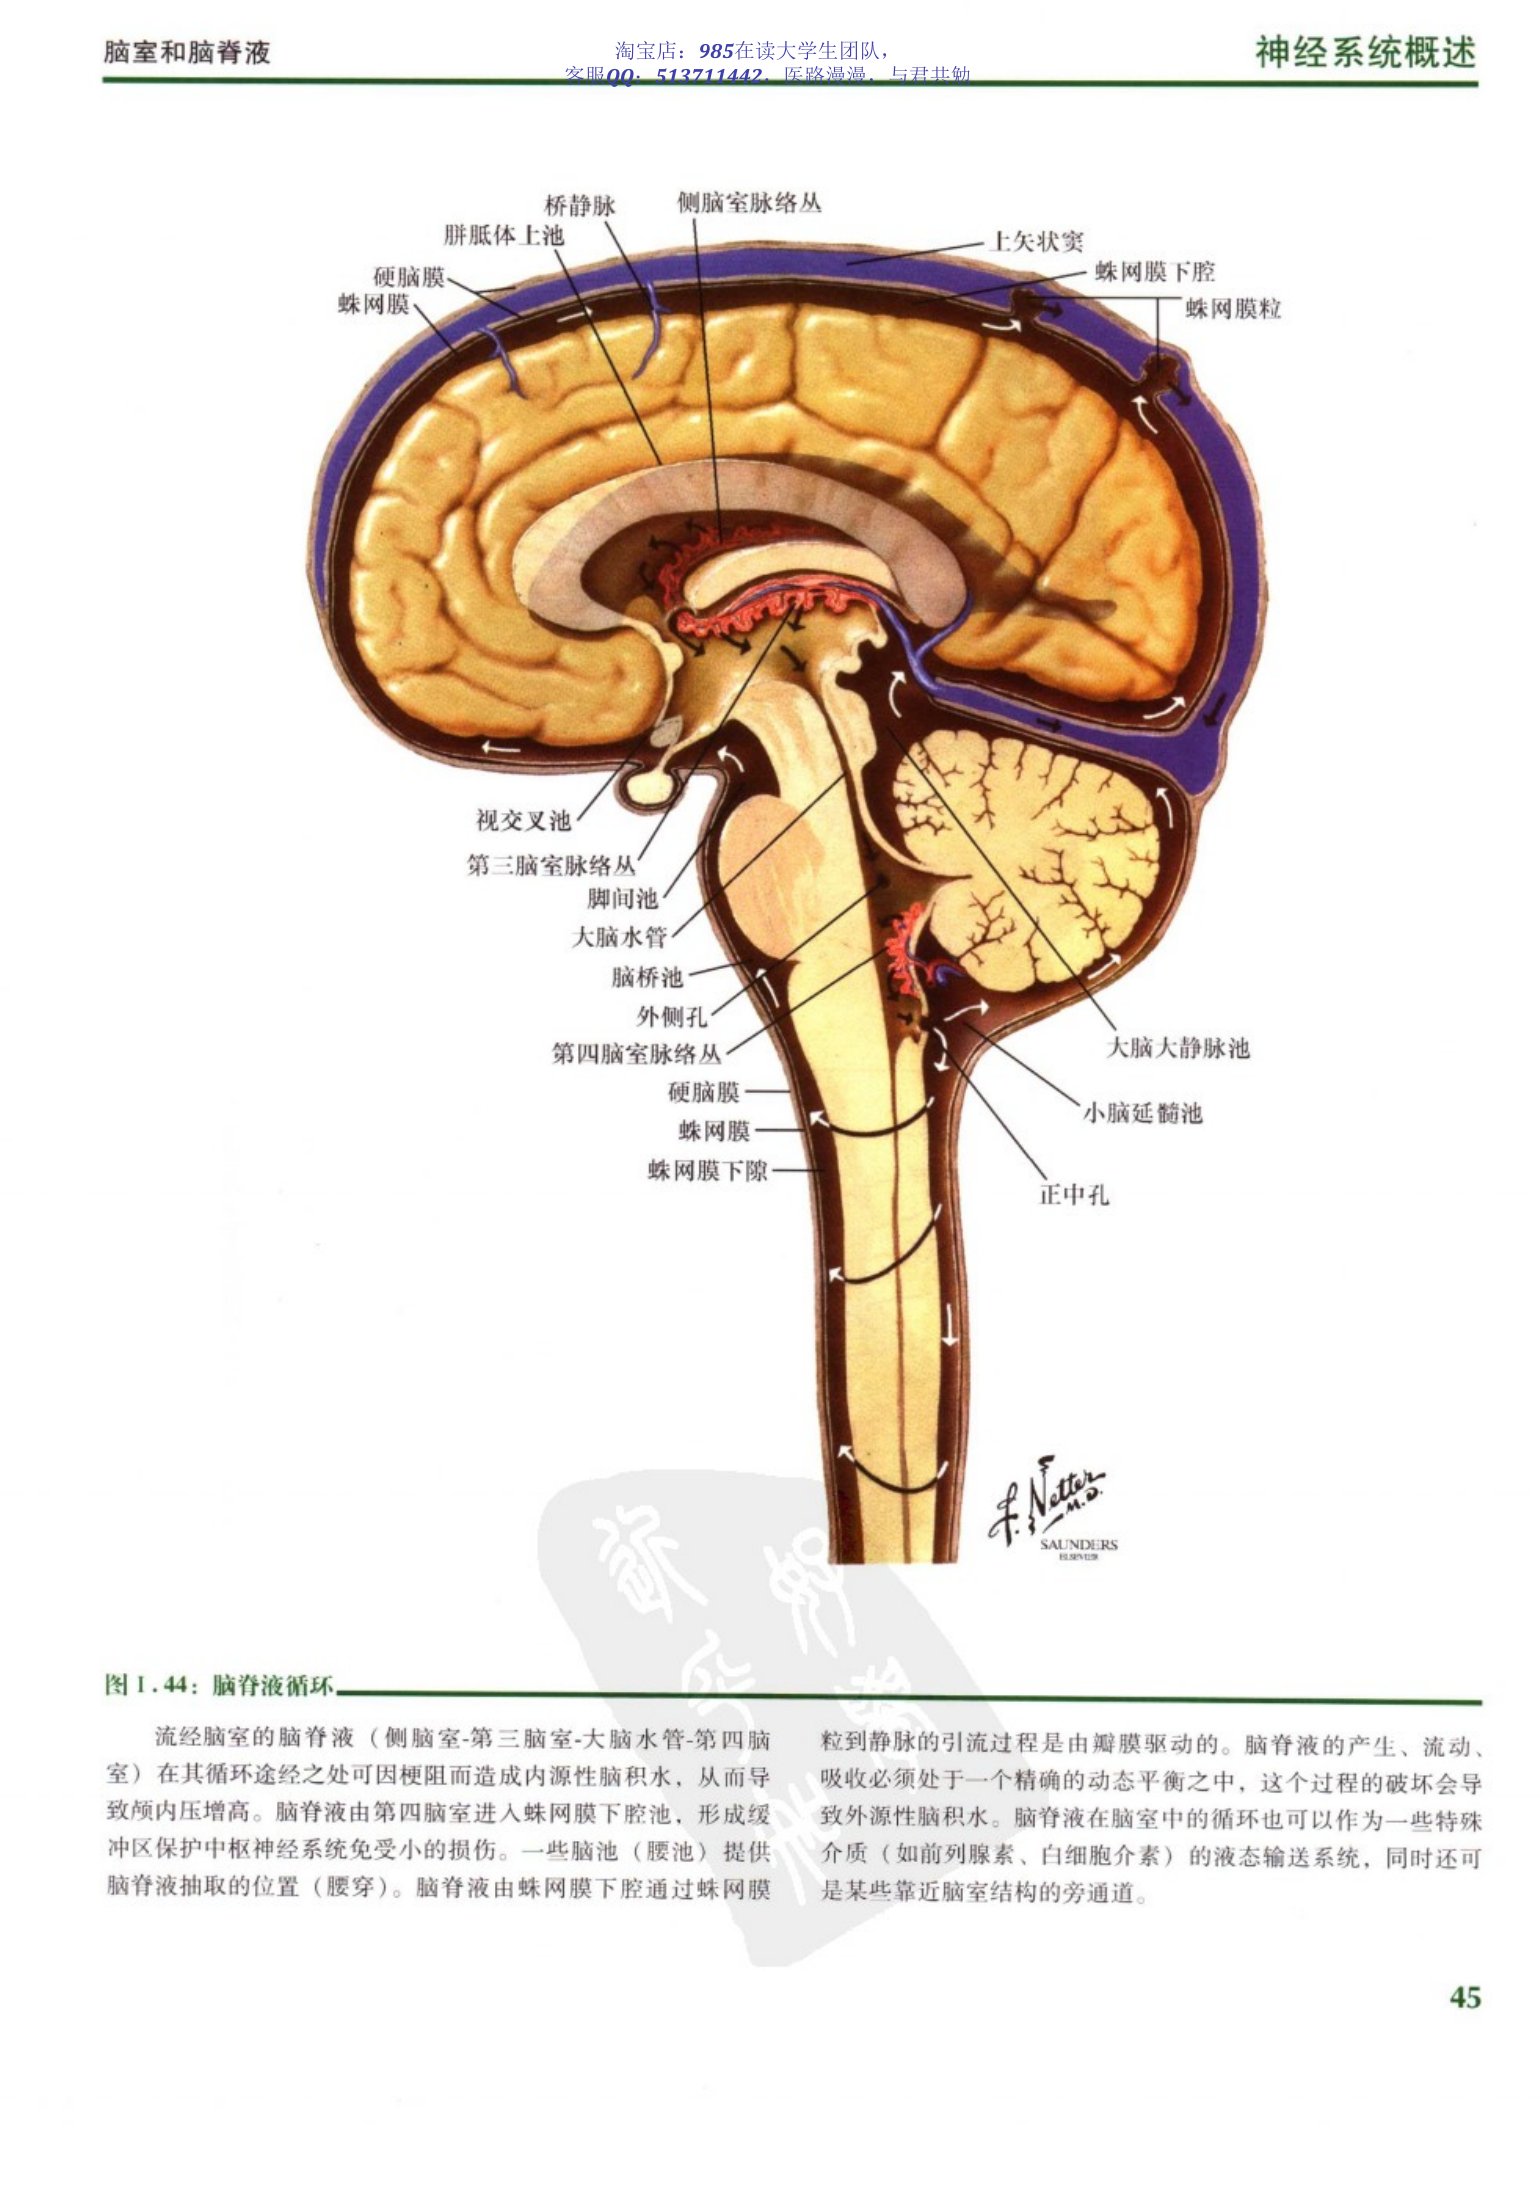 脑室和脑脊液
淘宝店：985在读大学生团队，
神经系统概述
客服QQ：513711442，医路漫漫，与君共勉
桥静脉
侧脑室脉络丛
胼胝体上池
上矢状窦
硬脑膜
蛛网膜下腔
蛛网膜
蛛网膜粒
视交叉池
第三脑室脉络丛
脚间池
大脑水管
脑桥池
外侧孔
第四脑室脉络丛
大脑大静脉池
硬脑膜
小脑延髓池
蛛网膜
蛛网膜下隙
正中孔
F. Netter
M.D.
SAUNDERS
ELSEVIER
图 I.44：脑脊液循环
流经脑室的脑脊液（侧脑室-第三脑室-大脑水管-第四脑
室）在其循环途经之处可因梗阻而造成内源性脑积水，从而导
致颅内压增高。脑脊液由第四脑室进入蛛网膜下腔池，形成缓
冲区保护中枢神经系统免受小的损伤。一些脑池（腰池）提供
脑脊液抽取的位置（腰穿）。脑脊液由蛛网膜下腔通过蛛网膜
粒到静脉的引流过程是由瓣膜驱动的。脑脊液的产生、流动、
吸收必须处于一个精确的动态平衡之中，这个过程的破坏会导
致外源性脑积水。脑脊液在脑室中的循环也可以作为一些特殊
介质（如前列腺素、白细胞介素）的液态输送系统，同时还可
是某些靠近脑室结构的旁通道。
45